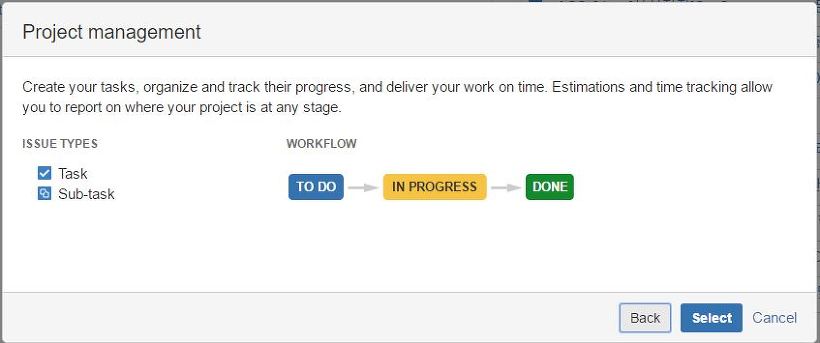 Project management
Create your tasks, organize and track their progress, and deliver your work on time. Estimations and time tracking allow
you to report on where your project is at any stage.
ISSUE TYPES
WORKFLOW
Task
Sub-task
TO DO
IN PROGRESS
DONE
Back
Select
Cancel